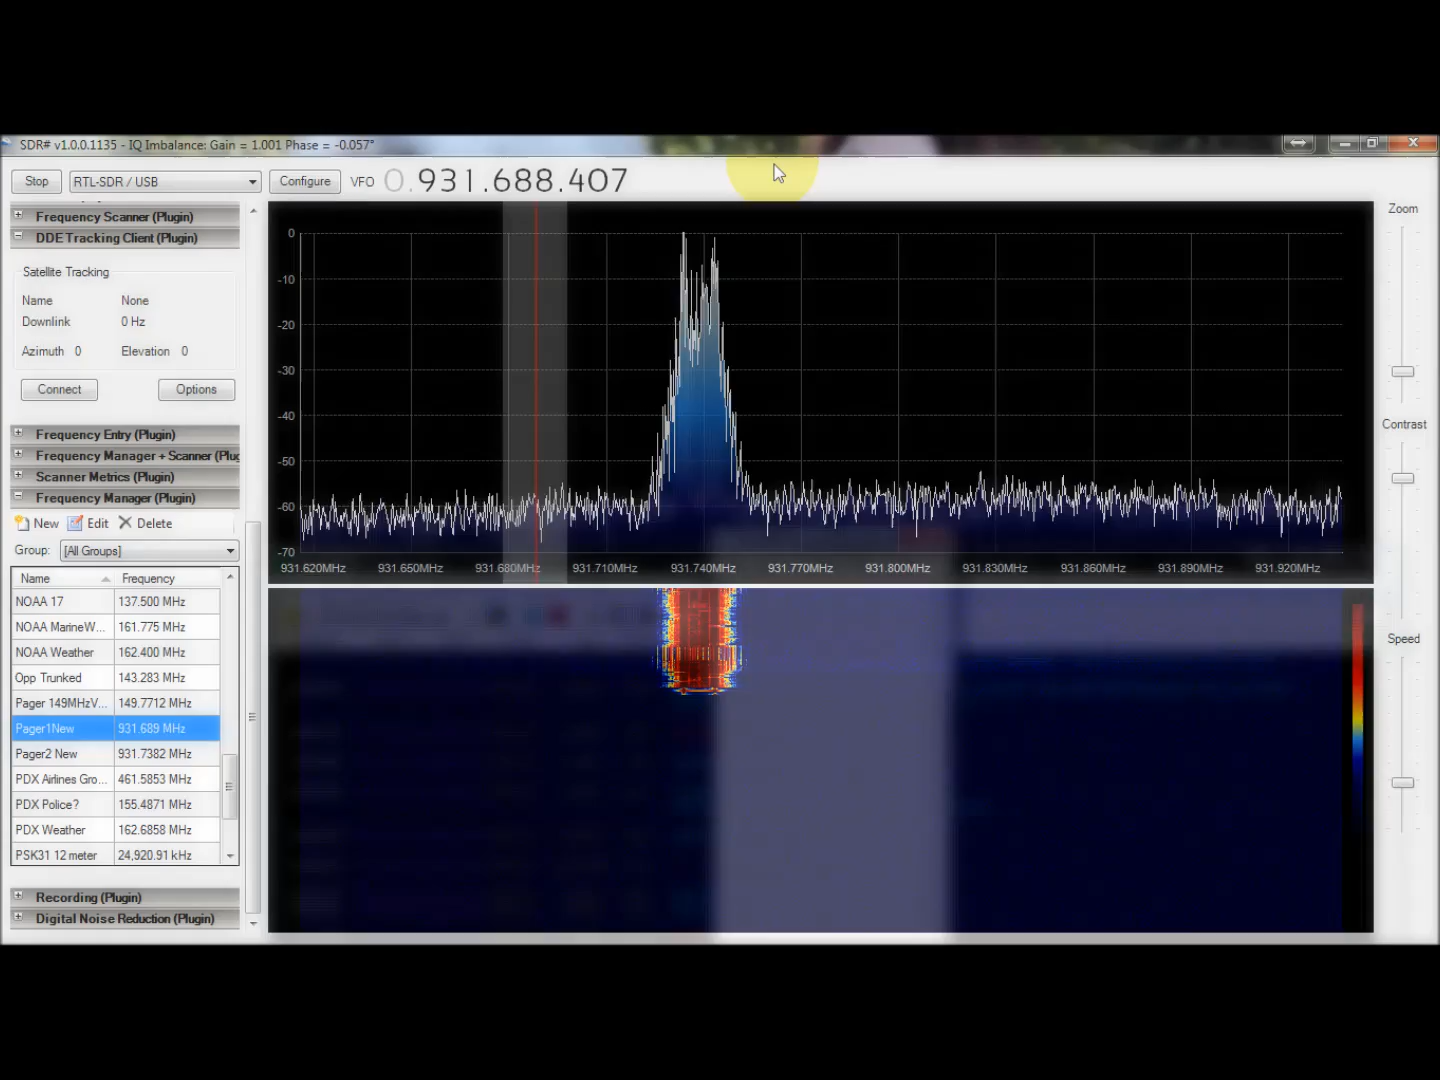 SDR# v1.0.0.1135 - IQ Imbalance: Gain = 1.001 Phase = -0.057°
Stop
RTL-SDR / USB
Configure
VFO
0.931.688.407
Frequency Scanner (Plugin)
DDE Tracking Client (Plugin)
Satellite Tracking
Name None
Downlink 0 Hz
Azimuth 0 Elevation 0
Connect Options
Frequency Entry (Plugin)
Frequency Manager + Scanner (Plug
Scanner Metrics (Plugin)
Frequency Manager (Plugin)
New Edit Delete
Group: [All Groups]
Name Frequency
NOAA 17 137.500 MHz
NOAA MarineW... 161.775 MHz
NOAA Weather 162.400 MHz
Opp Trunked 143.283 MHz
Pager 149MHzV... 149.7712 MHz
Pager1New 931.689 MHz
Pager2 New 931.7382 MHz
PDX Airlines Gro... 461.5853 MHz
PDX Police? 155.4871 MHz
PDX Weather 162.6858 MHz
PSK31 12 meter 24,920.91 kHz
Recording (Plugin)
Digital Noise Reduction (Plugin)
0
-10
-20
-30
-40
-50
-60
-70
931.620MHz 931.650MHz 931.680MHz 931.710MHz 931.740MHz 931.770MHz 931.800MHz 931.830MHz 931.860MHz 931.890MHz 931.920MHz
Zoom
Contrast
Speed